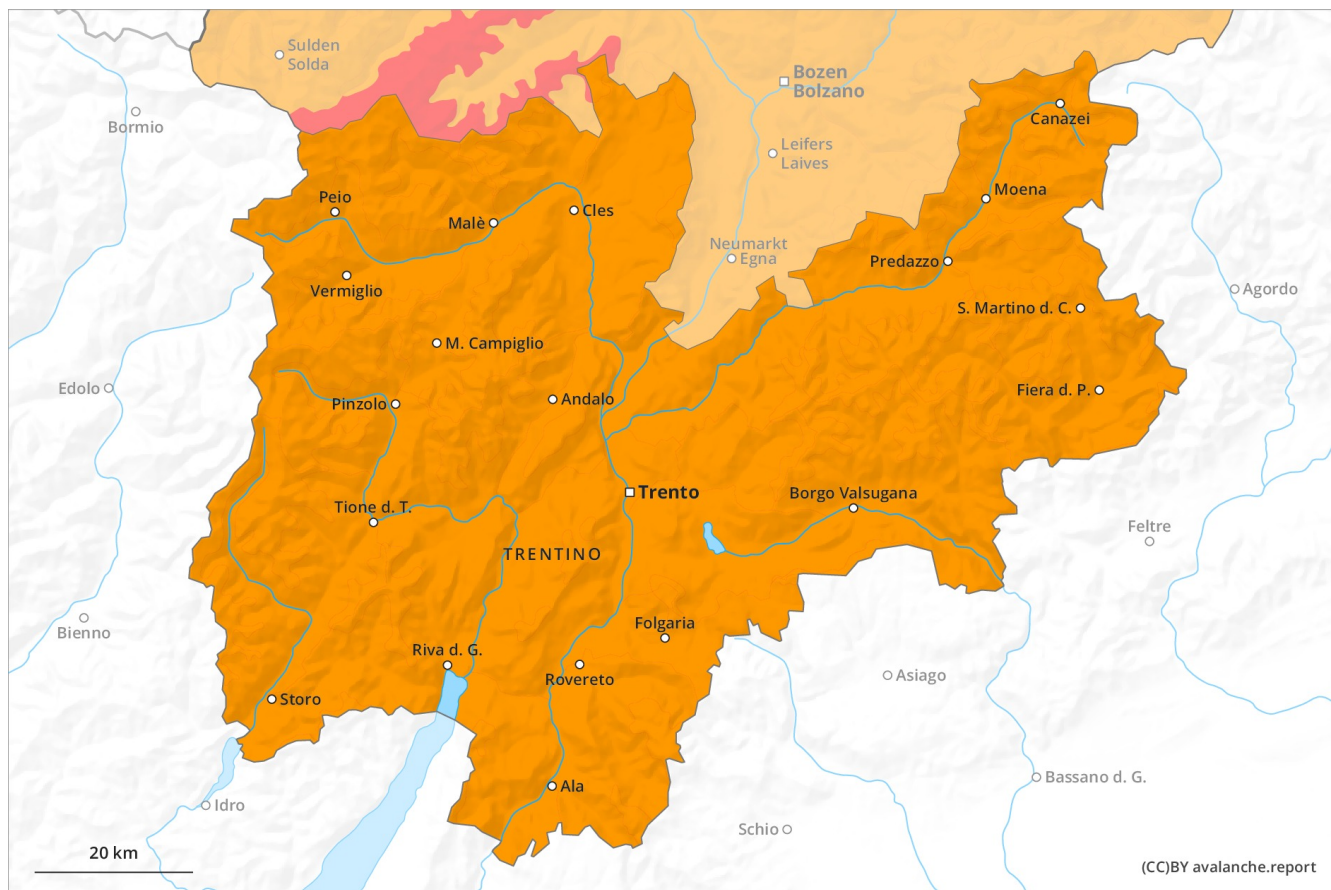 Sulden
Solda
Bozen
Bolzano
Bormio
Canazei
Leifers
Laives
Peio
Malè
Cles
Moena
Neumarkt
Egna
Predazzo
Vermiglio
Agordo
S. Martino d. C.
M. Campiglio
Edolo
Andalo
Fiera d. P.
Pinzolo
Trento
Borgo Valsugana
Tione d. T.
Feltre
TRENTINO
Bienno
Folgaria
Riva d. G.
Asiago
Rovereto
Storo
Bassano d. G.
Ala
Idro
Schio
20 km
(CC)BY avalanche.report